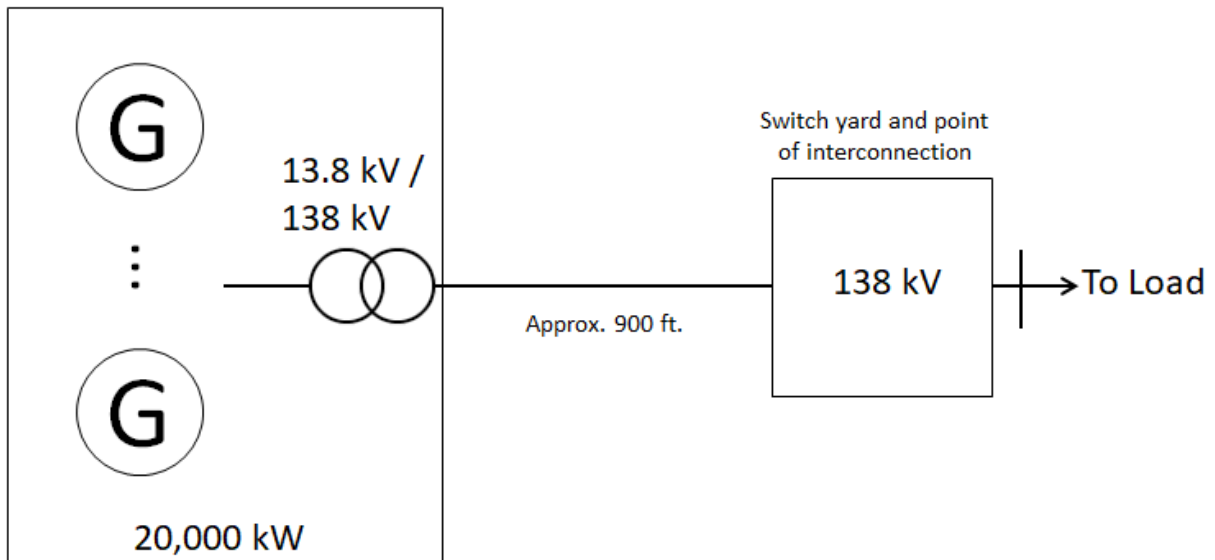 G
13.8 kV /
138 kV
⋮
G
20,000 kW
Approx. 900 ft.
Switch yard and point
of interconnection
138 kV
To Load